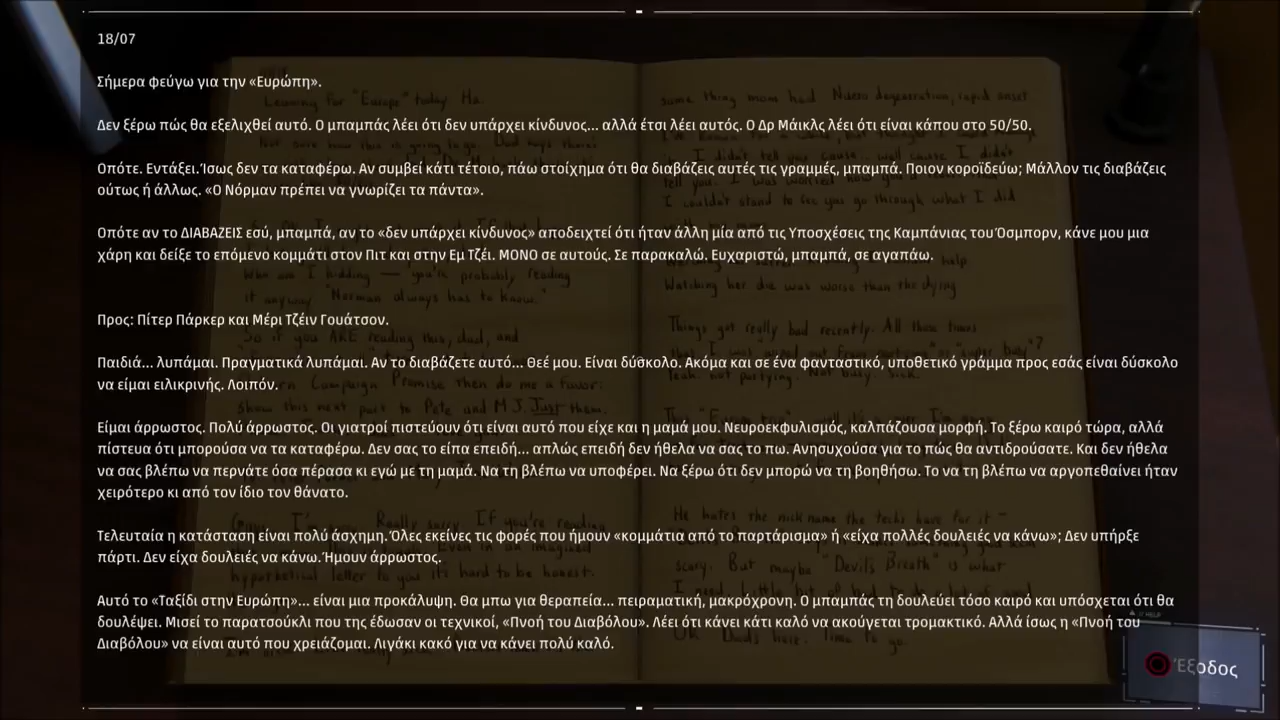 18/07
Σήμερα φεύγω για την «Ευρώπη».
Δεν ξέρω πώς θα εξελιχθεί αυτό. Ο μπαμπάς λέει ότι δεν υπάρχει κίνδυνος... αλλά έτσι λέει αυτός. Ο Δρ Μάικλς λέει ότι είναι κάπου στο 50/50.
Οπότε. Εντάξει. Ίσως δεν τα καταφέρω. Αν συμβεί κάτι τέτοιο, πάω στοίχημα ότι θα διαβάζεις αυτές τις γραμμές, μπαμπά. Ποιον κοροϊδεύω; Μάλλον τις διαβάζεις
ούτως ή άλλως. «Ο Νόρμαν πρέπει να γνωρίζει τα πάντα».
Οπότε αν το ΔΙΑΒΑΖΕΙΣ εσύ, μπαμπά, αν το «δεν υπάρχει κίνδυνος» αποδειχτεί ότι ήταν άλλη μία από τις Υποσχέσεις της Καμπάνιας του Όσμπορν, κάνε μου μια
χάρη και δείξε το επόμενο κομμάτι στον Πιτ και στην Εμ Τζέι. ΜΟΝΟ σε αυτούς. Σε παρακαλώ. Ευχαριστώ, μπαμπά, σε αγαπάω.
Προς: Πίτερ Πάρκερ και Μέρι Τζέιν Γουάτσον.
Παιδιά... λυπάμαι. Πραγματικά λυπάμαι. Αν το διαβάζετε αυτό... Θεέ μου. Είναι δύσκολο. Ακόμα και σε ένα φανταστικό, υποθετικό γράμμα προς εσάς είναι δύσκολο
να είμαι ειλικρινής. Λοιπόν.
Είμαι άρρωστος. Πολύ άρρωστος. Οι γιατροί πιστεύουν ότι είναι αυτό που είχε και η μαμά μου. Νευροεκφυλισμός, καλπάζουσα μορφή. Το ξέρω καιρό τώρα, αλλά
πίστευα ότι μπορούσα να τα καταφέρω. Δεν σας το είπα επειδή... απλώς επειδή δεν ήθελα να σας το πω. Ανησυχούσα για το πώς θα αντιδρούσατε. Και δεν ήθελα
να σας βλέπω να περνάτε όσα πέρασα κι εγώ με τη μαμά. Να τη βλέπω να υποφέρει. Να ξέρω ότι δεν μπορώ να τη βοηθήσω. Το να τη βλέπω να αργοπεθαίνει ήταν
χειρότερο κι από τον ίδιο τον θάνατο.
Τελευταία η κατάσταση είναι πολύ άσχημη. Όλες εκείνες τις φορές που ήμουν «κομμάτια από το παρτάρισμα» ή «είχα πολλές δουλειές να κάνω»; Δεν υπήρξε
πάρτι. Δεν είχα δουλειές να κάνω. Ήμουν άρρωστος.
Αυτό το «Ταξίδι στην Ευρώπη»... είναι μια προκάλυψη. Θα μπω για θεραπεία... πειραματική, μακρόχρονη. Ο μπαμπάς τη δουλεύει τόσο καιρό και υπόσχεται ότι θα
δουλέψει. Μισεί το παρατσούκλι που της έδωσαν οι τεχνικοί, «Πνοή του Διαβόλου». Λέει ότι κάνει κάτι καλό να ακούγεται τρομακτικό. Αλλά ίσως η «Πνοή του
Διαβόλου» να είναι αυτό που χρειάζομαι. Λιγάκι κακό για να κάνει πολύ καλό.
Έξοδος